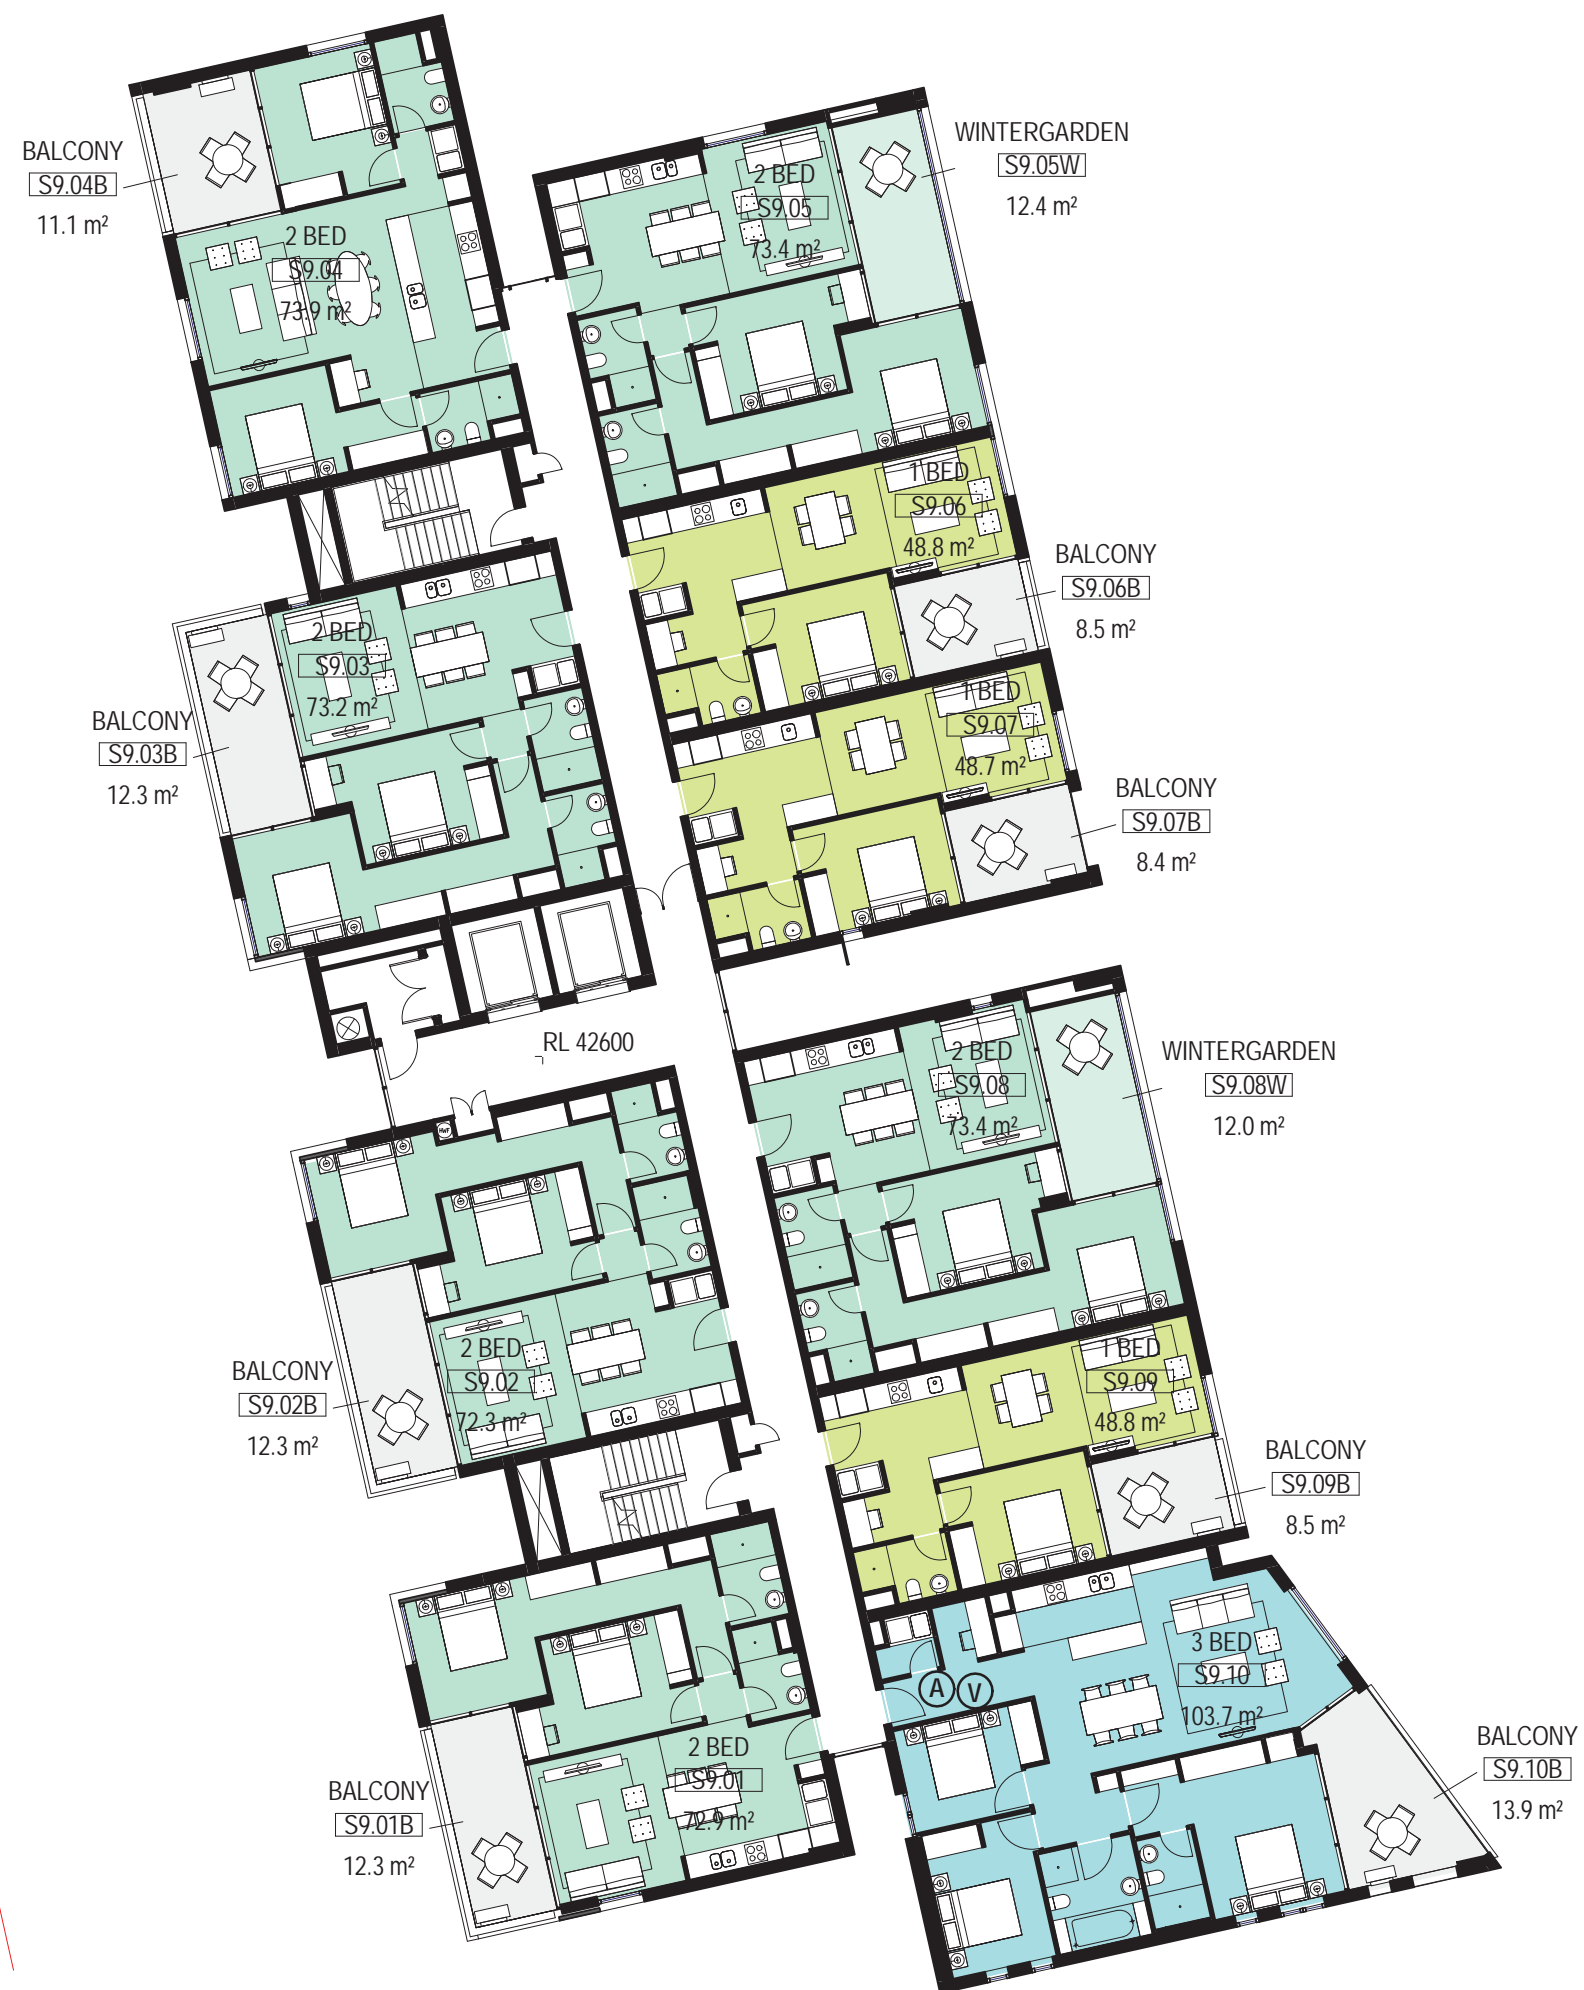 BALCONY
S9.04B
11.1 m²
2 BED
S9.04
73.9 m²
2 BED
S9.05
73.4 m²
WINTERGARDEN
S9.05W
12.4 m²
1 BED
S9.06
48.8 m²
BALCONY
S9.06B
8.5 m²
2 BED
S9.03
73.2 m²
BALCONY
S9.03B
12.3 m²
1 BED
S9.07
48.7 m²
BALCONY
S9.07B
8.4 m²
RL 42600
2 BED
S9.08
73.4 m²
WINTERGARDEN
S9.08W
12.0 m²
HWF
2 BED
S9.02
72.3 m²
BALCONY
S9.02B
12.3 m²
1 BED
S9.09
48.8 m²
BALCONY
S9.09B
8.5 m²
3 BED
S9.10
103.7 m²
A V
BALCONY
S9.10B
13.9 m²
2 BED
S9.01
72.9 m²
BALCONY
S9.01B
12.3 m²